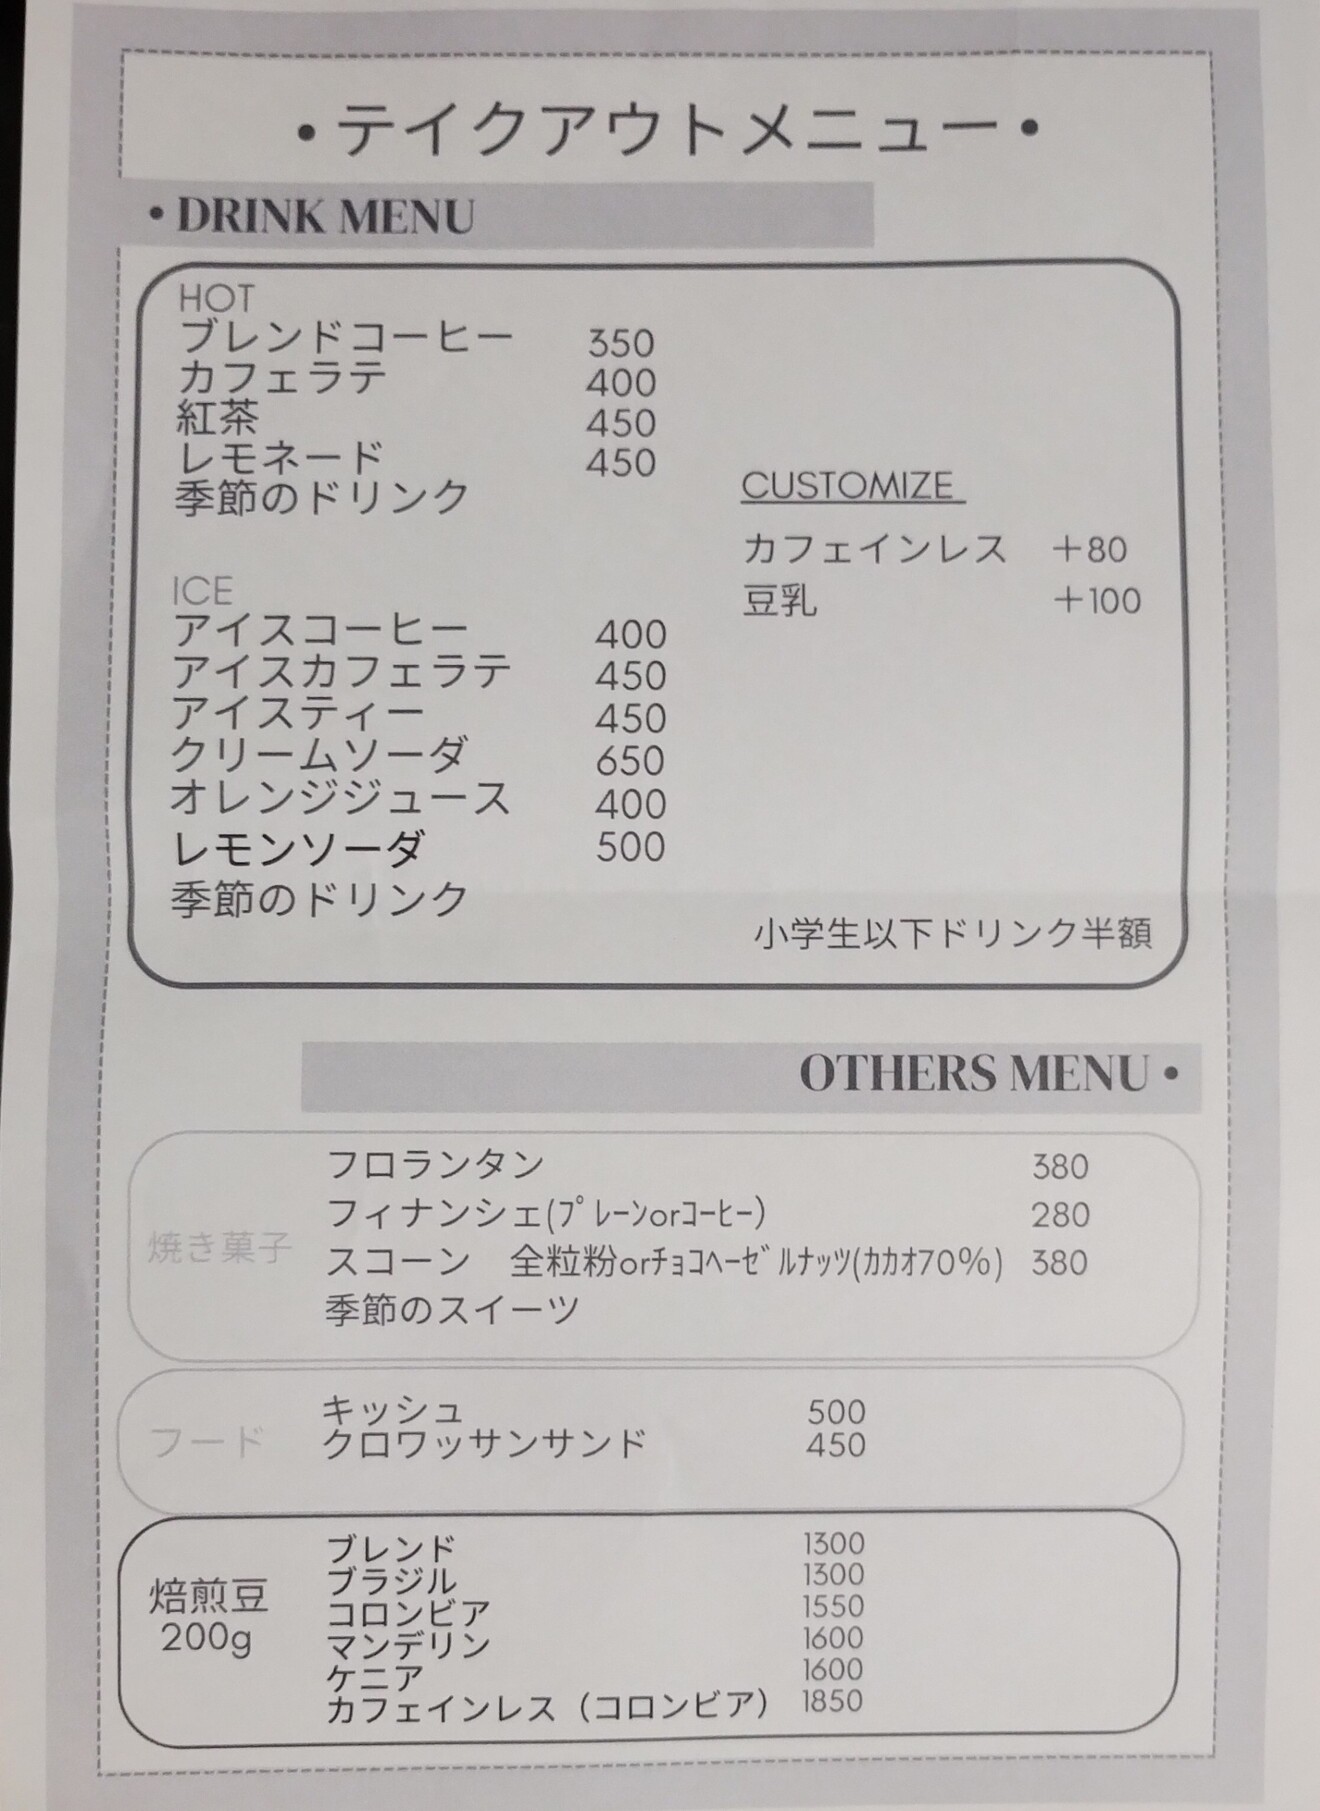 ・テイクアウトメニュー・
・DRINK MENU
HOT
ブレンドコーヒー 350
カフェラテ 400
紅茶 450
レモネード 450
季節のドリンク
CUSTOMIZE
カフェインレス +80
豆乳 +100
ICE
アイスコーヒー 400
アイスカフェラテ 450
アイスティー 450
クリームソーダ 650
オレンジジュース 400
レモンソーダ 500
季節のドリンク
小学生以下ドリンク半額
OTHERS MENU・
焼き菓子
フロランタン 380
フィナンシェ(ﾌﾟﾚｰﾝorｺｰﾋｰ) 280
スコーン 全粒粉orﾁｮｺﾍｰｾﾞﾙﾅｯﾂ(ｶｶｵ70%) 380
季節のスイーツ
フード
キッシュ 500
クロワッサンサンド 450
焙煎豆
200g
ブレンド 1300
ブラジル 1300
コロンビア 1550
マンデリン 1600
ケニア 1600
カフェインレス（コロンビア） 1850